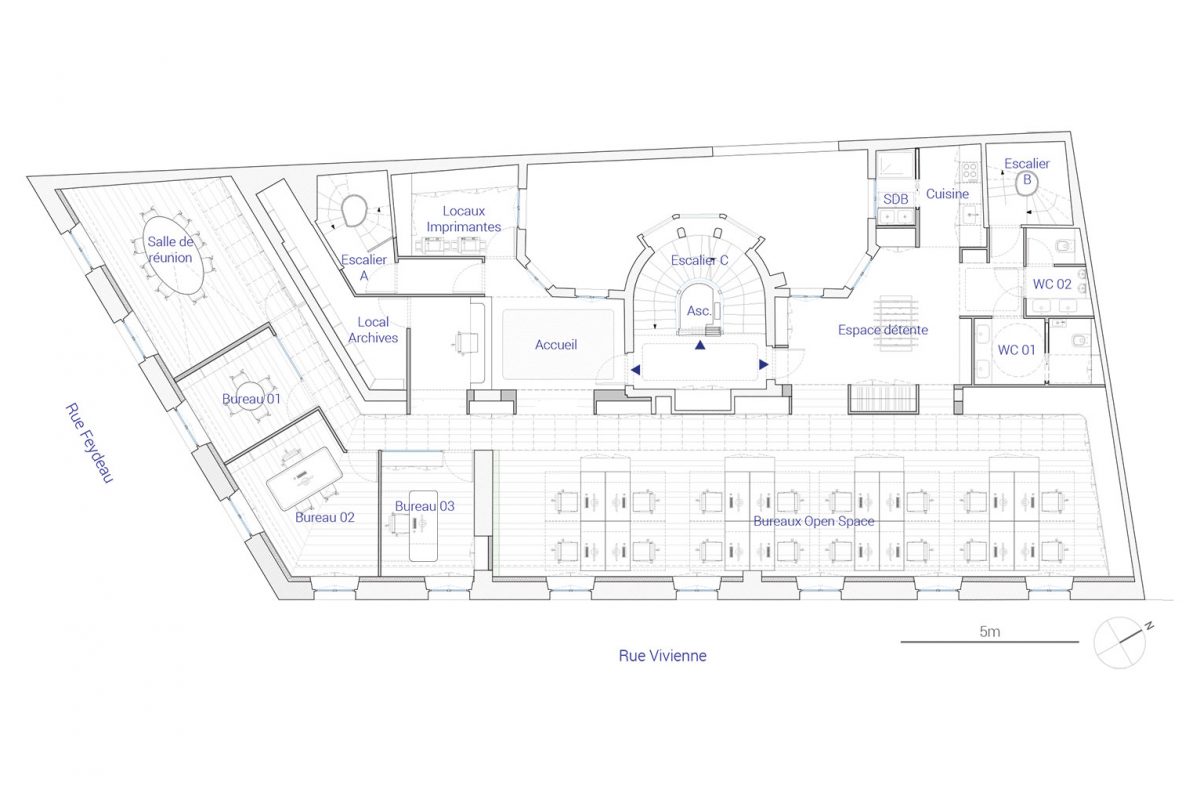 Escalier
B
SDB
Cuisine
Locaux
Imprimantes
Salle de
réunion
Escalier
A
Escalier C
WC 02
Asc.
Local
Archives
Accueil
Espace détente
WC 01
Bureau 01
Rue Feydeau
Bureau 02
Bureau 03
Bureaux Open Space
5m
N
Rue Vivienne